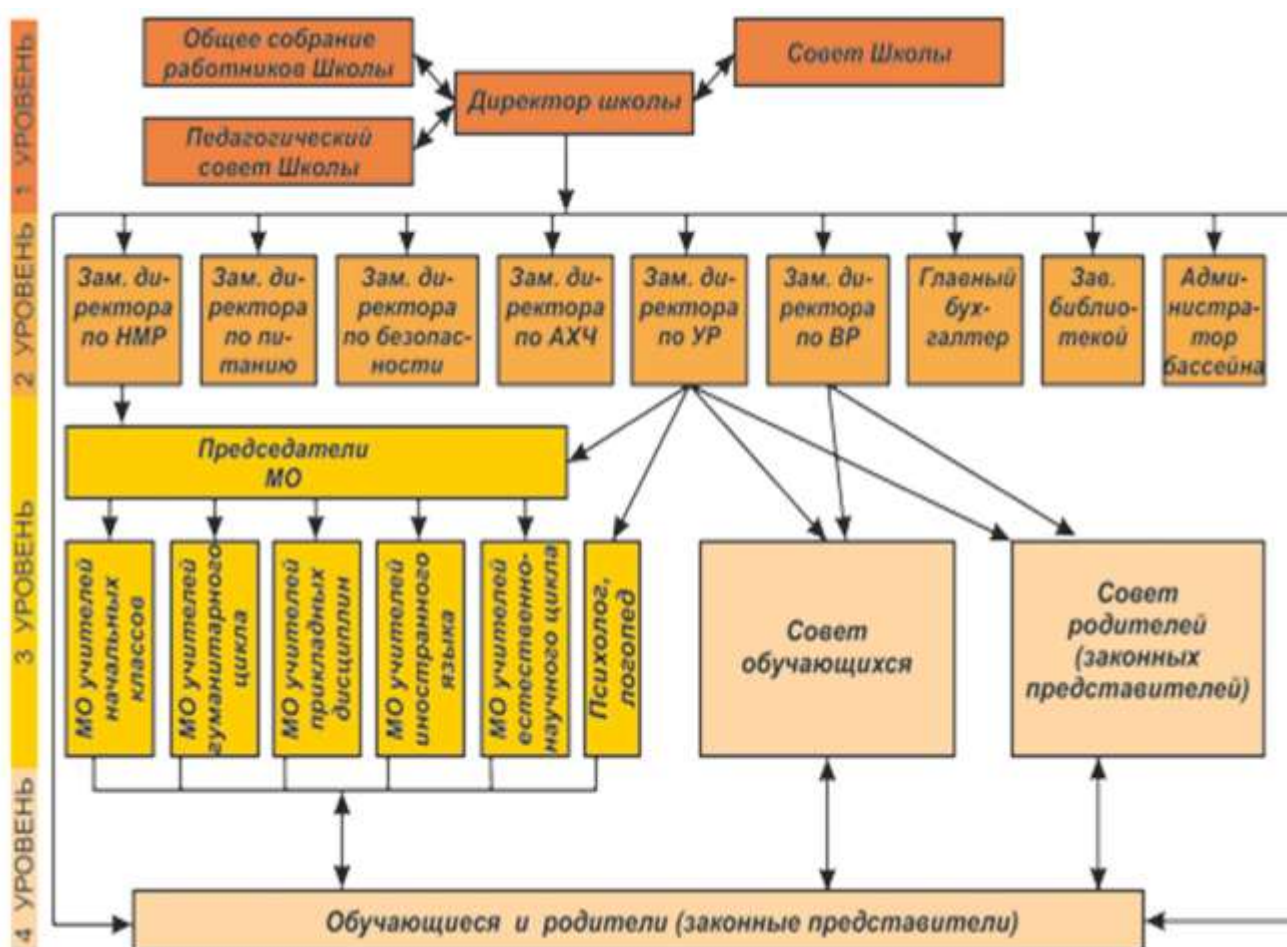 1 УРОВЕНЬ
Общее собрание
работников Школы
Совет Школы
Директор школы
Педагогический
совет Школы
2 УРОВЕНЬ
Зам. ди-
ректора
по НМР
Зам. ди-
ректора
по пи-
танию
Зам. ди-
ректора
по безопас-
ности
Зам. ди-
ректора
по АХЧ
Зам. ди-
ректора
по УР
Зам. ди-
ректора
по ВР
Главный
бух-
галтер
Зав.
библио-
текой
Адми-
нистра-
тор
бассейна
3 УРОВЕНЬ
Председатели
МО
МО учителей
начальных
классов
МО учителей
гуманитарного
цикла
МО учителей
прикладных
дисциплин
МО учителей
иностранного
языка
МО учителей
естественно-
научного цикла
Психолог,
логопед
Совет
обучающихся
Совет
родителей
(законных
представителей)
4 УРОВЕНЬ
Обучающиеся и родители (законные представители)